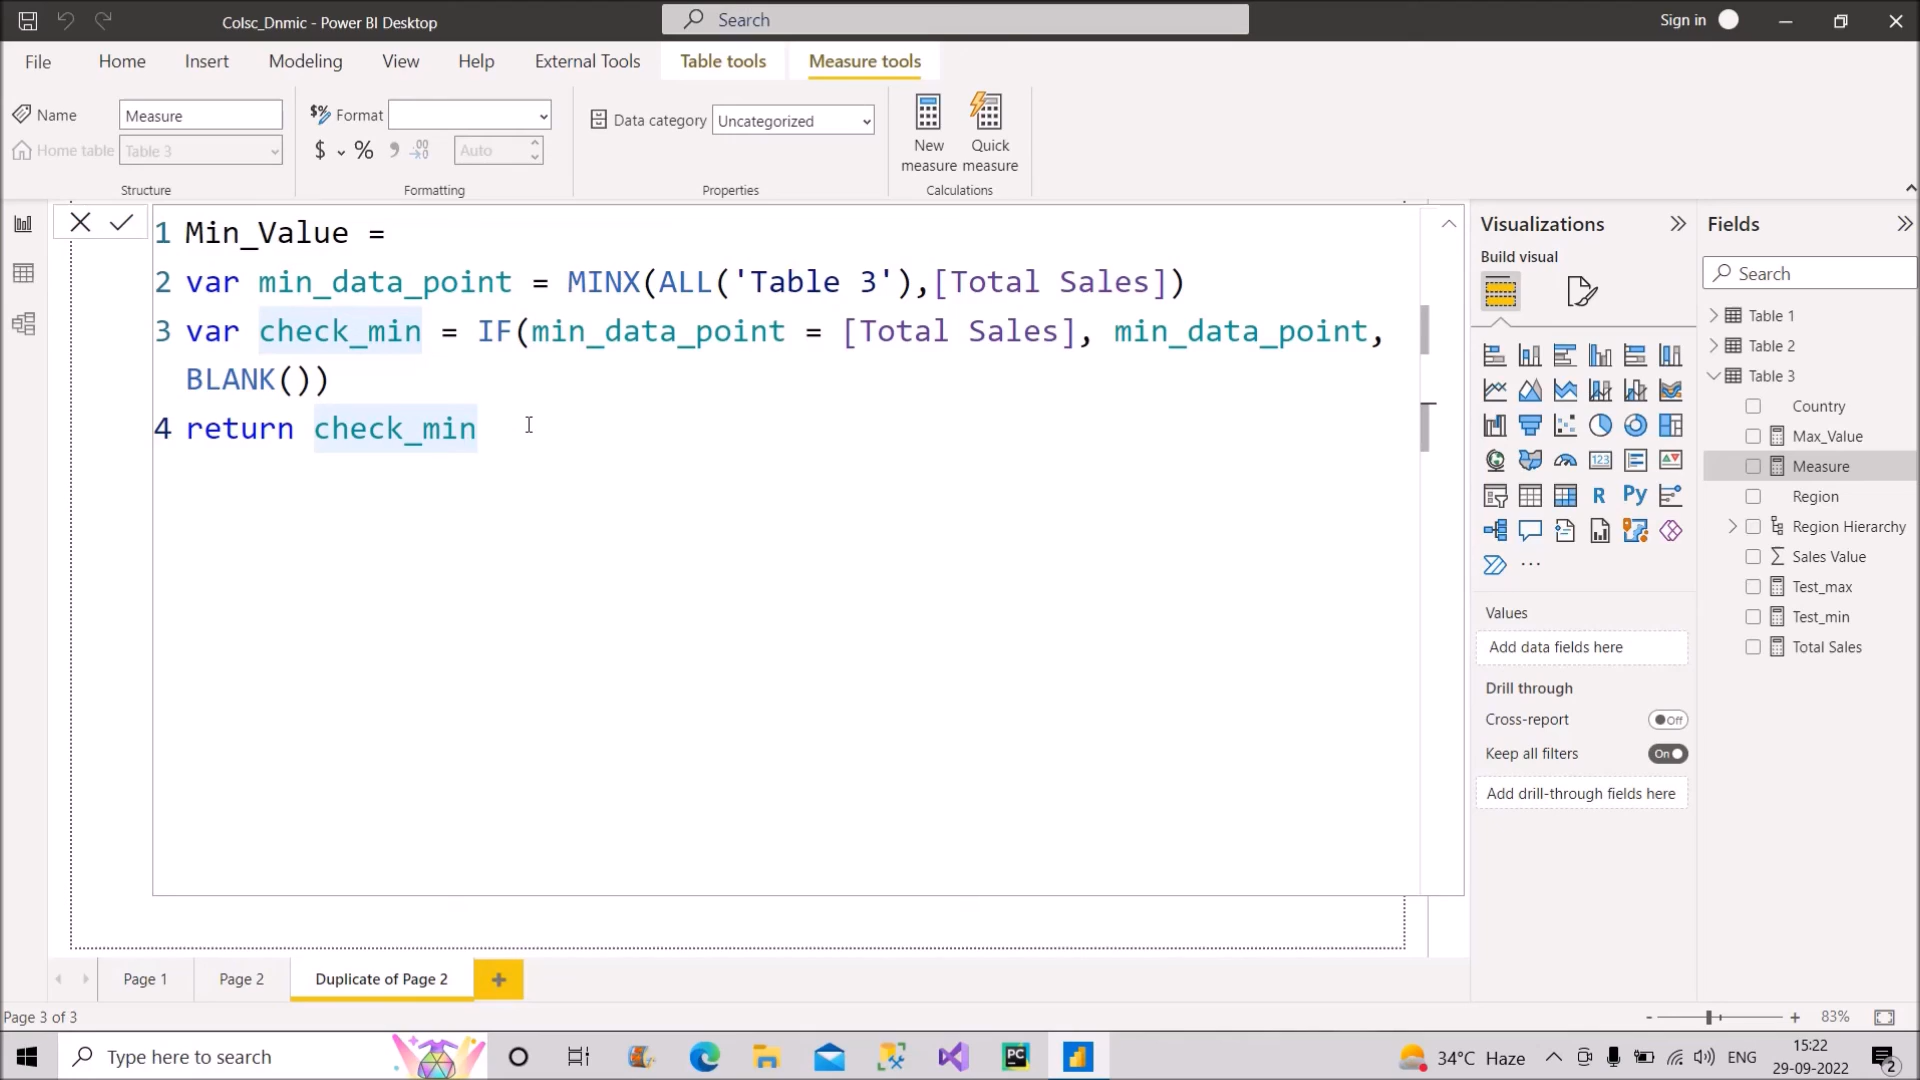 Colsc_Dnmic - Power BI Desktop
Search
Sign in
File
Home
Insert
Modeling
View
Help
External Tools
Table tools
Measure tools
Name
Measure
Format
Data category
Uncategorized
Home table
Table 3
$
%
Auto
New measure
Quick measure
Structure
Formatting
Properties
Calculations
1 Min_Value =
2 var min_data_point = MINX(ALL('Table 3'),[Total Sales])
3 var check_min = IF(min_data_point = [Total Sales], min_data_point,
BLANK())
4 return check_min
Visualizations
Build visual
123
R
Py
...
Values
Add data fields here
Drill through
Cross-report
Off
Keep all filters
On
Add drill-through fields here
Fields
Search
Table 1
Table 2
Table 3
Country
Max_Value
Measure
Region
Region Hierarchy
Sales Value
Test_max
Test_min
Total Sales
Page 1
Page 2
Duplicate of Page 2
+
Page 3 of 3
- + 83%
Type here to search
PC
34°C Haze
ENG
15:22
29-09-2022
2